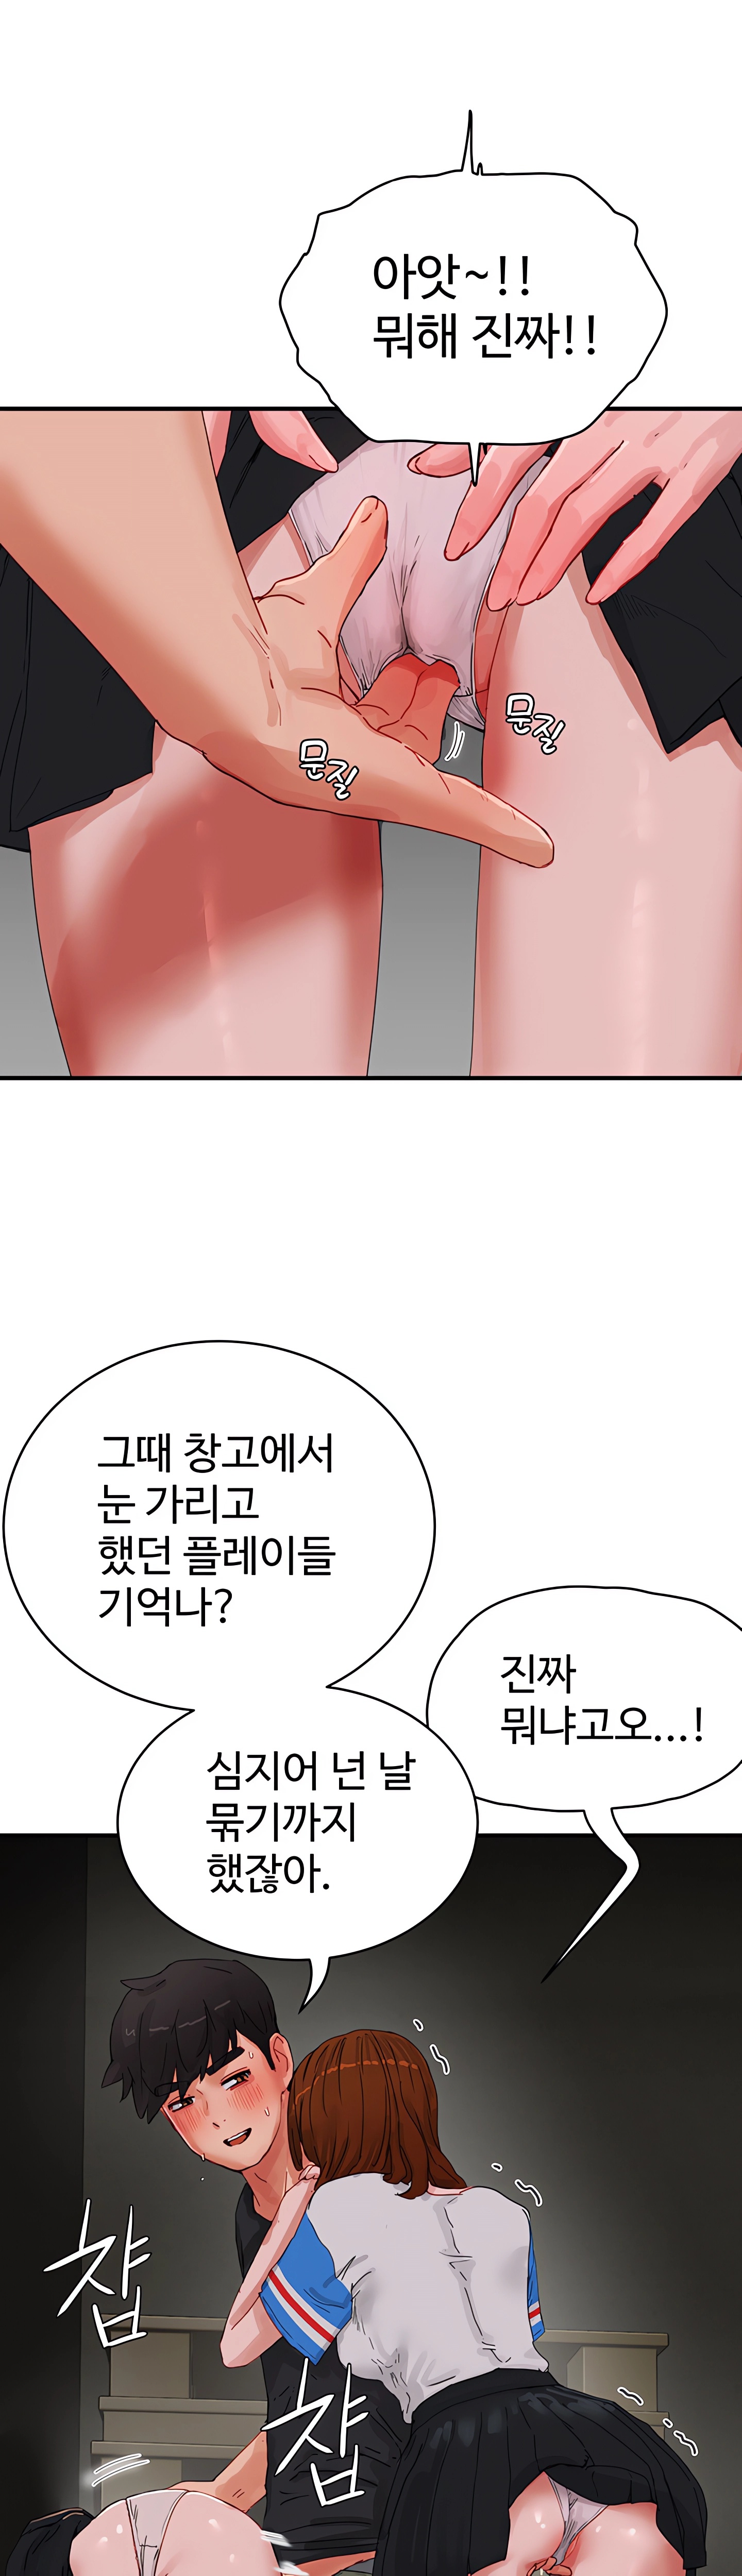 아앗~!!
뭐해 진짜!!
문질
문질
그때 창고에서
눈 가리고
했던 플레이들
기억나?
진짜
뭐냐고오...!
심지어 넌 날
묶기까지
했잖아.
챱
챱